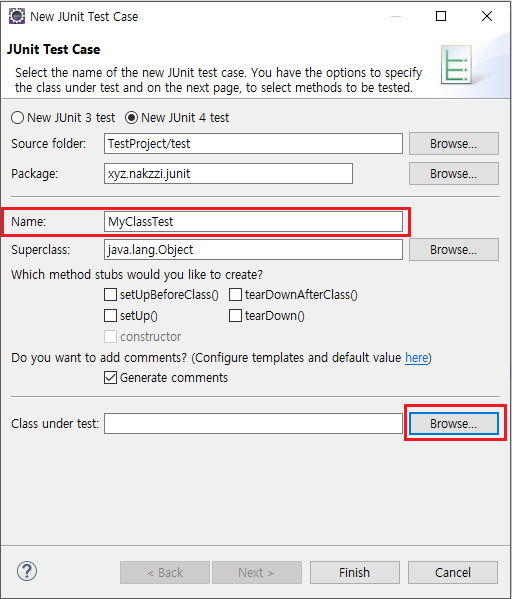 New JUnit Test Case
JUnit Test Case
Select the name of the new JUnit test case. You have the options to specify
the class under test and on the next page, to select methods to be tested.
New JUnit 3 test New JUnit 4 test
Source folder: TestProject/test Browse...
Package: xyz.nakzzi.junit Browse...
Name: MyClassTest
Superclass: java.lang.Object Browse...
Which method stubs would you like to create?
setUpBeforeClass() tearDownAfterClass()
setUp() tearDown()
constructor
Do you want to add comments? (Configure templates and default value here)
Generate comments
Class under test: Browse...
? < Back Next > Finish Cancel